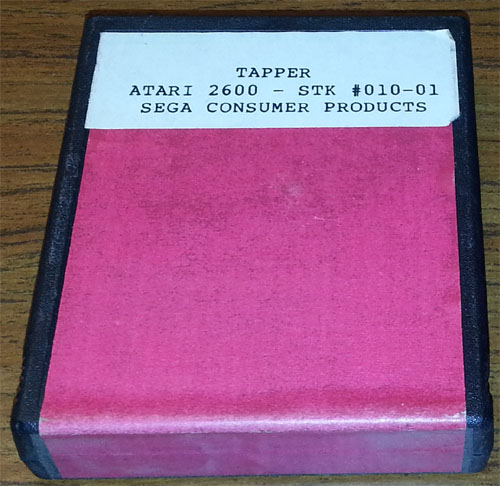 TAPPER
ATARI 2600 - STK #010-01
SEGA CONSUMER PRODUCTS